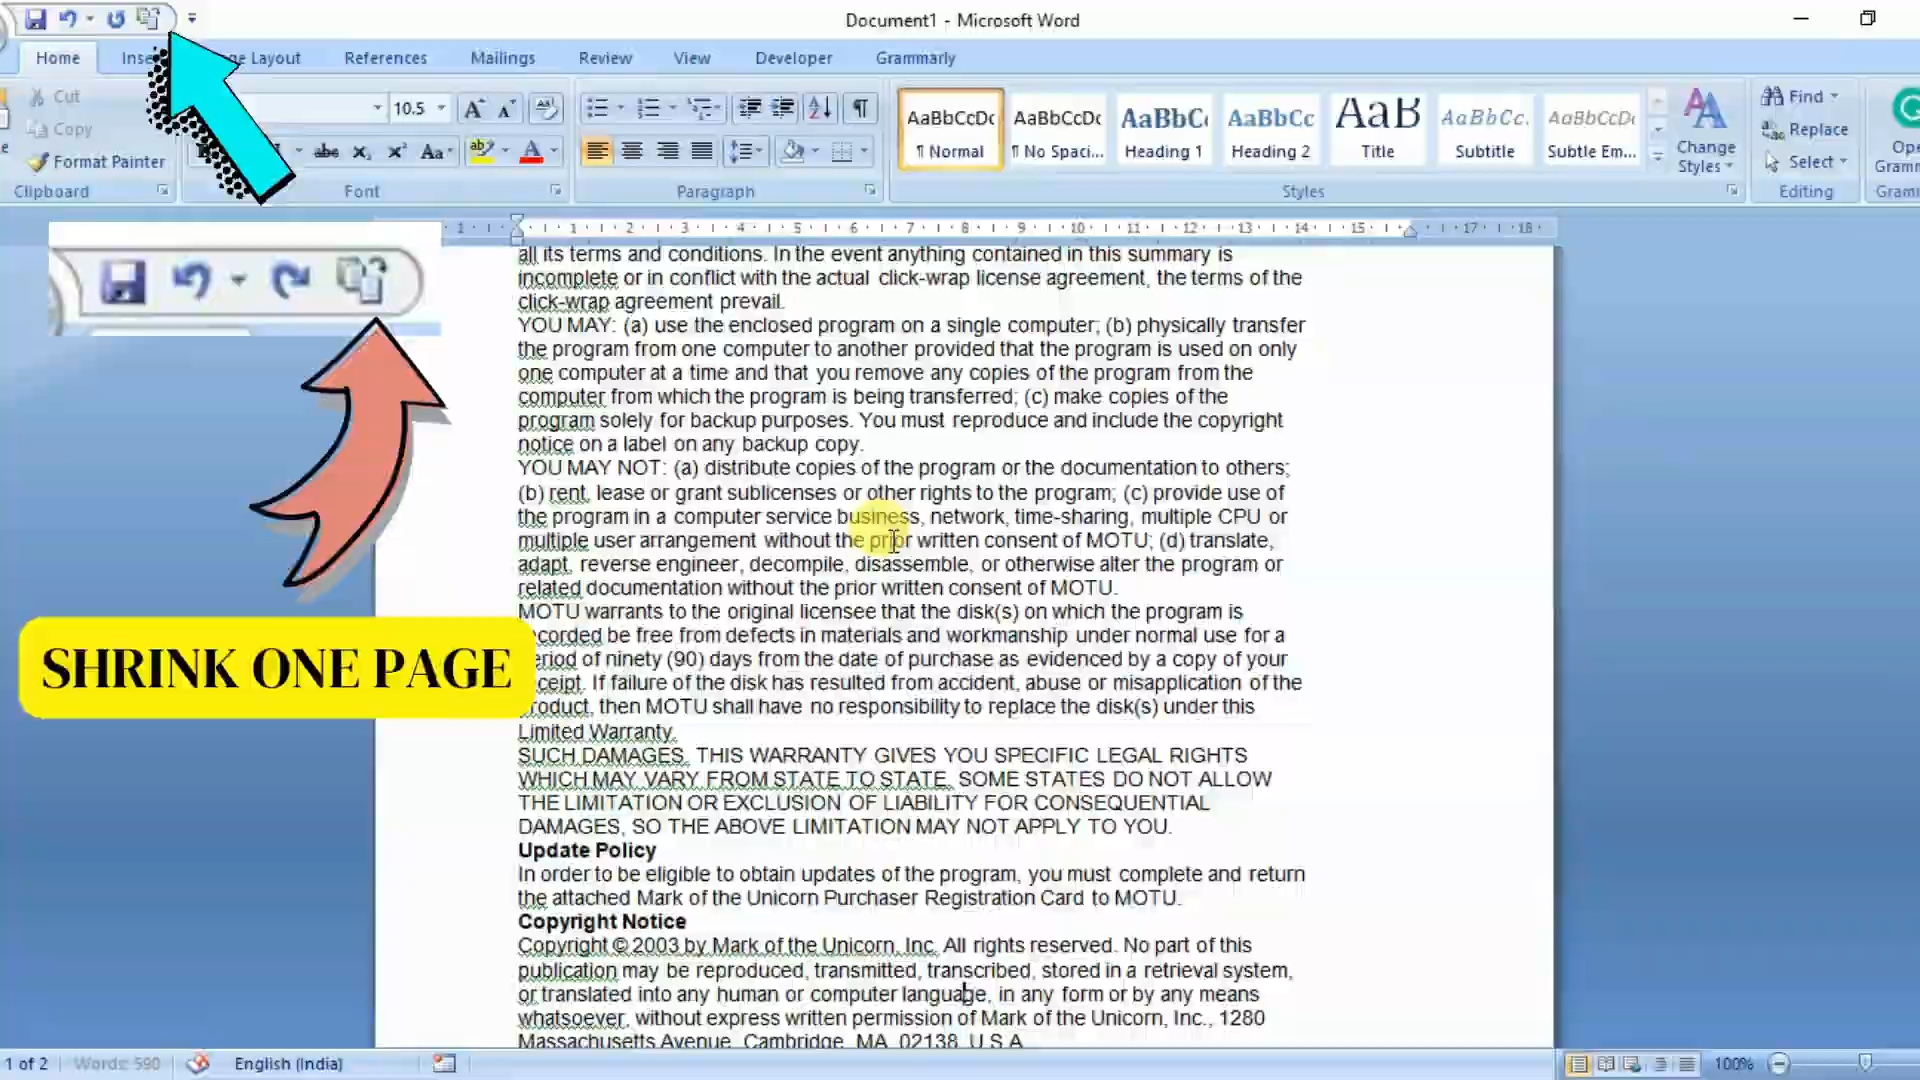 Document1 - Microsoft Word
Home
References
Mailings
Review
View
Developer
Grammarly
Cut
Copy
Format Painter
Clipboard
10.5
Font
Paragraph
¶ Normal
¶ No Spaci...
Heading 1
Heading 2
Title
Subtitle
Subtle Em...
Styles
Change
Styles
Find
Replace
Select
Editing
1 1 2 3 4 5 6 7 8 9 10 11 12 13 14 15 17 18
all its terms and conditions. In the event anything contained in this summary is
incomplete or in conflict with the actual click-wrap license agreement, the terms of the
click-wrap agreement prevail.
YOU MAY: (a) use the enclosed program on a single computer; (b) physically transfer
the program from one computer to another provided that the program is used on only
one computer at a time and that you remove any copies of the program from the
computer from which the program is being transferred; (c) make copies of the
program solely for backup purposes. You must reproduce and include the copyright
notice on a label on any backup copy.
YOU MAY NOT: (a) distribute copies of the program or the documentation to others;
(b) rent, lease or grant sublicenses or other rights to the program; (c) provide use of
the program in a computer service business, network, time-sharing, multiple CPU or
multiple user arrangement without the prior written consent of MOTU; (d) translate,
adapt, reverse engineer, decompile, disassemble, or otherwise alter the program or
related documentation without the prior written consent of MOTU.
MOTU warrants to the original licensee that the disk(s) on which the program is
ecorded be free from defects in materials and workmanship under normal use for a
eriod of ninety (90) days from the date of purchase as evidenced by a copy of your
eceipt. If failure of the disk has resulted from accident, abuse or misapplication of the
product, then MOTU shall have no responsibility to replace the disk(s) under this
Limited Warranty.
SUCH DAMAGES. THIS WARRANTY GIVES YOU SPECIFIC LEGAL RIGHTS
WHICH MAY VARY FROM STATE TO STATE. SOME STATES DO NOT ALLOW
THE LIMITATION OR EXCLUSION OF LIABILITY FOR CONSEQUENTIAL
DAMAGES, SO THE ABOVE LIMITATION MAY NOT APPLY TO YOU.
Update Policy
In order to be eligible to obtain updates of the program, you must complete and return
the attached Mark of the Unicorn Purchaser Registration Card to MOTU.
Copyright Notice
Copyright © 2003 by Mark of the Unicorn, Inc. All rights reserved. No part of this
publication may be reproduced, transmitted, transcribed, stored in a retrieval system,
or translated into any human or computer language, in any form or by any means
whatsoever, without express written permission of Mark of the Unicorn, Inc., 1280
Massachusetts Avenue, Cambridge, MA, 02138, U.S.A.
SHRINK ONE PAGE
1 of 2
Words: 590
English (India)
100%